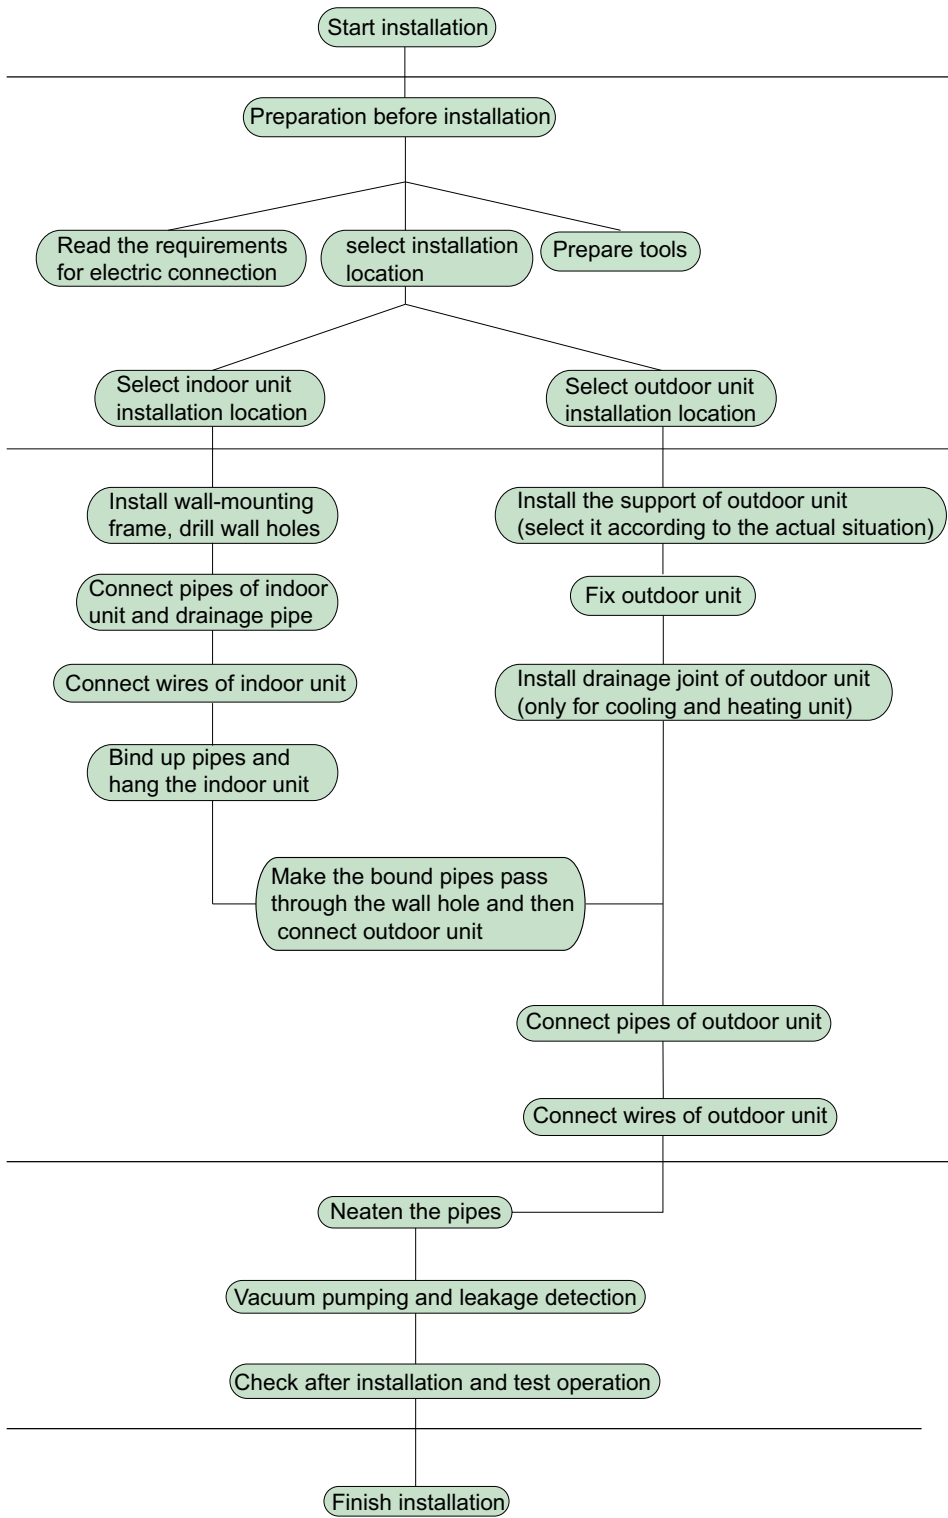 Start installation
Preparation before installation
Read the requirements
for electric connection
select installation
location
Prepare tools
Select indoor unit
installation location
Select outdoor unit
installation location
Install wall-mounting
frame, drill wall holes
Install the support of outdoor unit
(select it according to the actual situation)
Connect pipes of indoor
unit and drainage pipe
Fix outdoor unit
Connect wires of indoor unit
Install drainage joint of outdoor unit
(only for cooling and heating unit)
Bind up pipes and
hang the indoor unit
Make the bound pipes pass
through the wall hole and then
connect outdoor unit
Connect pipes of outdoor unit
Connect wires of outdoor unit
Neaten the pipes
Vacuum pumping and leakage detection
Check after installation and test operation
Finish installation